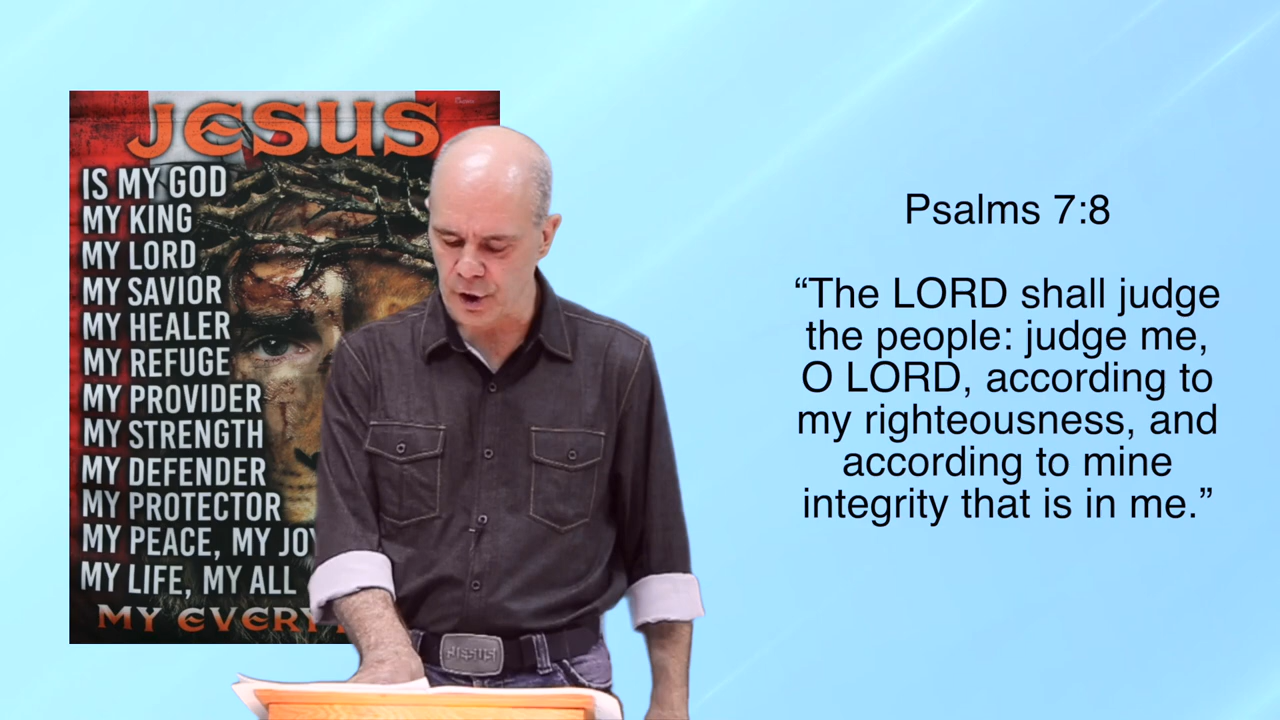 JESUS
IS MY GOD
MY KING
MY LORD
MY SAVIOR
MY HEALER
MY REFUGE
MY PROVIDER
MY STRENGTH
MY DEFENDER
MY PROTECTOR
MY PEACE, MY JOY
MY LIFE, MY ALL
MY EVERY
JESUS
Psalms 7:8
“The LORD shall judge
the people: judge me,
O LORD, according to
my righteousness, and
according to mine
integrity that is in me.”